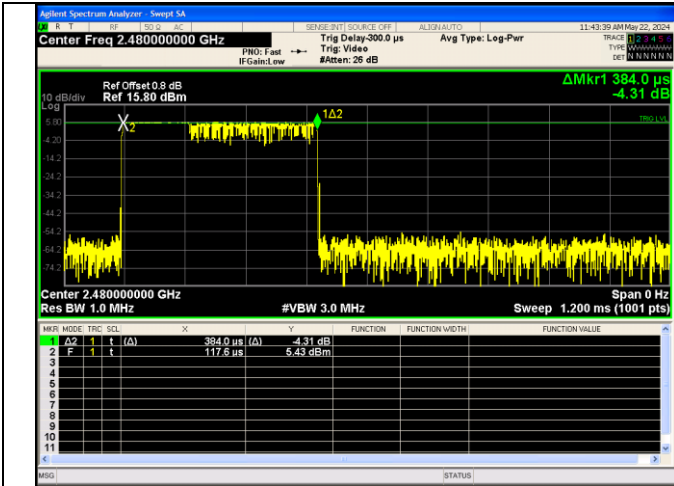 Agilent Spectrum Analyzer - Swept SA
R T RF 50 Ω AC SENSE:INT SOURCE OFF ALIGN AUTO 11:43:39 AM May 22, 2024
Center Freq 2.480000000 GHz Trig Delay-300.0 µs Avg Type: Log-Pwr TRACE 1 2 3 4 5 6
PNO: Fast Trig: Video TYPE
IFGain:Low #Atten: 26 dB DET N N N N N N
ΔMkr1 384.0 µs
Ref Offset 0.8 dB
10 dB/div Ref 15.80 dBm -4.31 dB
Log
5.80 X2 1Δ2 TRIG LVL
-4.20
-14.2
-24.2
-34.2
-44.2
-54.2
-64.2
-74.2
Center 2.480000000 GHz Span 0 Hz
Res BW 1.0 MHz #VBW 3.0 MHz Sweep 1.200 ms (1001 pts)
MKR MODE TRC SCL X Y FUNCTION FUNCTION WIDTH FUNCTION VALUE
1 Δ2 1 t (Δ) 384.0 µs (Δ) -4.31 dB
2 F 1 t 117.6 µs 5.43 dBm
3
4
5
6
7
8
9
10
11
MSG STATUS